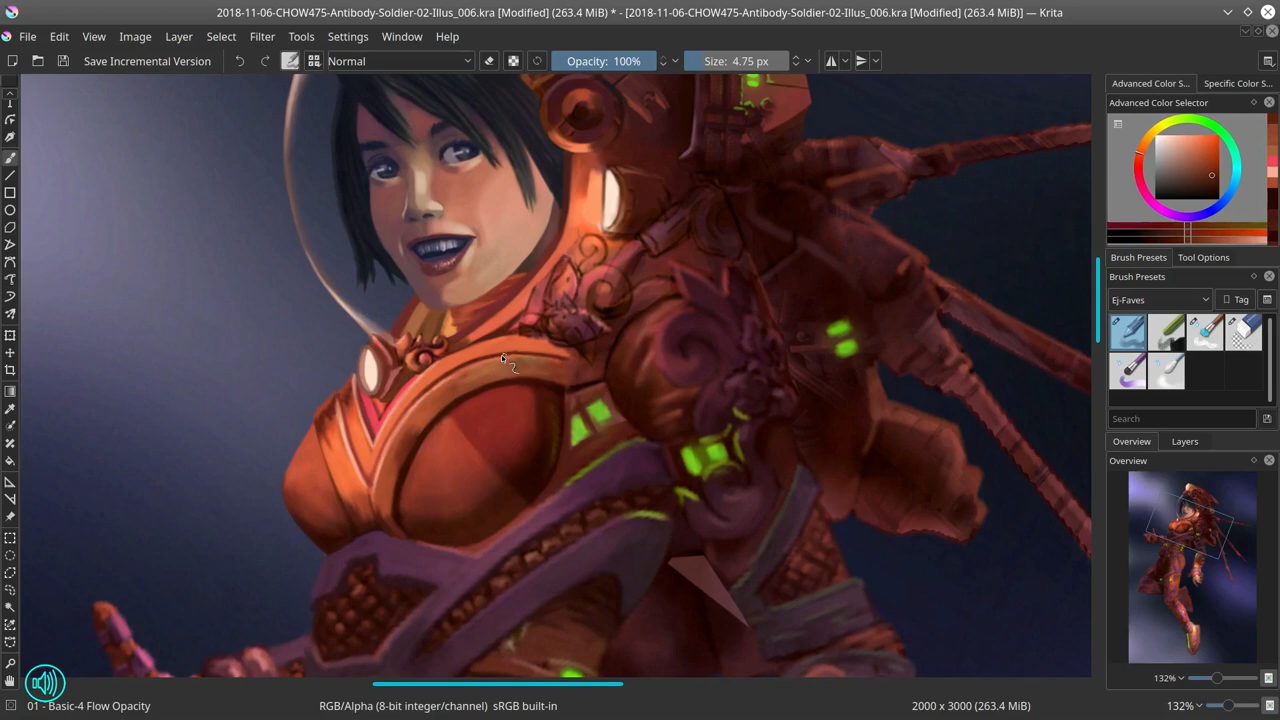 2018-11-06-CHOW475-Antibody-Soldier-02-Illus_006.kra [Modified] (263.4 MiB) * - [2018-11-06-CHOW475-Antibody-Soldier-02-Illus_006.kra [Modified] (263.4 MiB)] — Krita
File Edit View Image Layer Select Filter Tools Settings Window Help
Save Incremental Version Normal Opacity: 100% Size: 4.75 px
Advanced Color S... Specific Color S...
Advanced Color Selector
Brush Presets Tool Options
Brush Presets
Ej-Faves Tag
Search
Overview Layers
Overview
132%
01 - Basic-4 Flow Opacity RGB/Alpha (8-bit integer/channel) sRGB built-in 2000 x 3000 (263.4 MiB) 132%